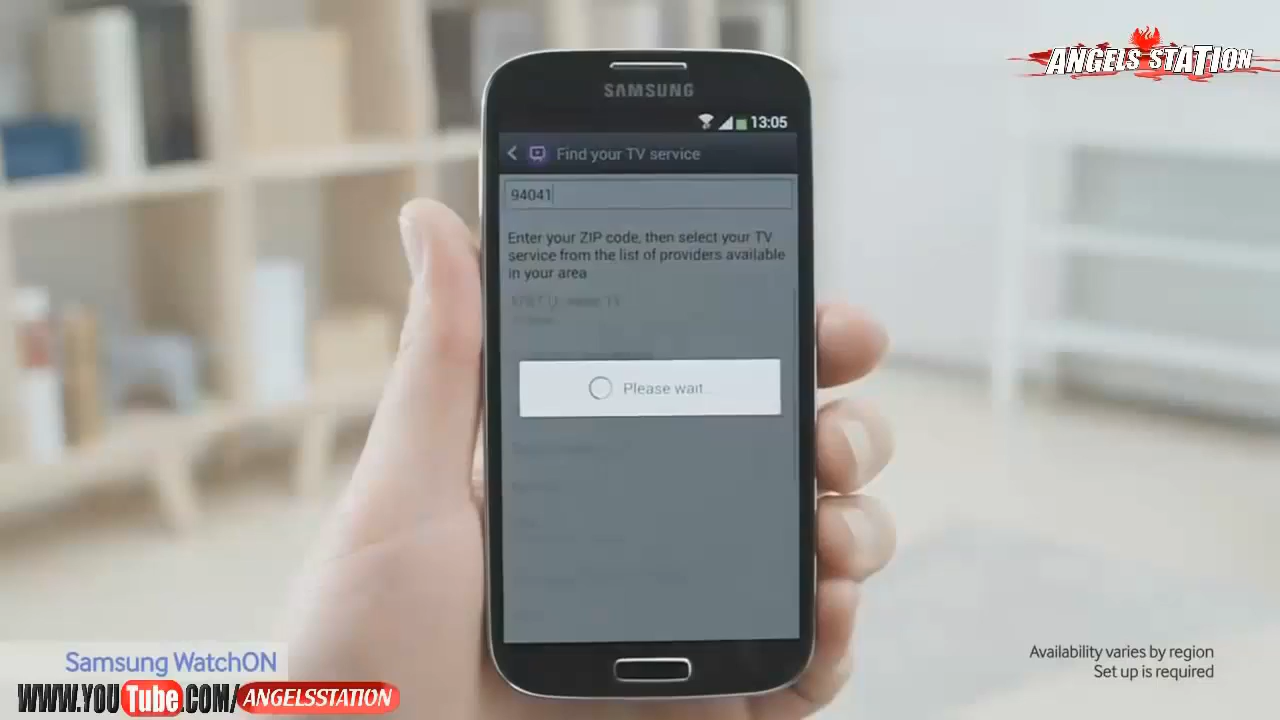 ANGELS STATION
SAMSUNG
13:05
Find your TV service
94041
Enter your ZIP code, then select your TV
service from the list of providers available
in your area
Please wait..
Samsung WatchON
WWW.YOUTube.COM/ANGELSSTATION
Availability varies by region
Set up is required